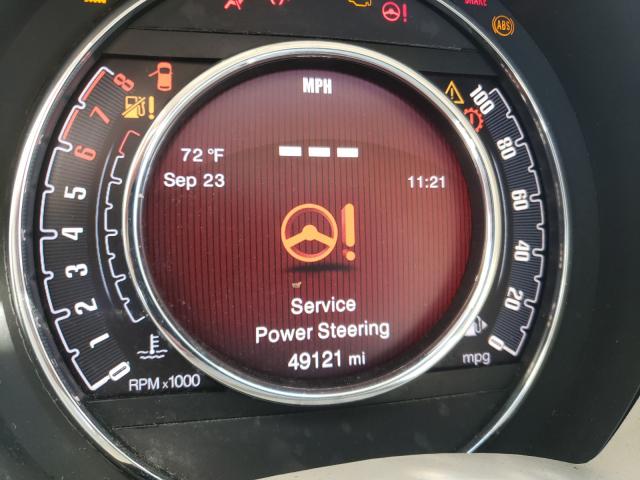 BRAKE
ABS
MPH
72 °F
Sep 23
11:21
Service
Power Steering
49121 mi
8
7
6
5
4
3
2
1
0
RPM x1000
100
80
60
40
20
0
mpg